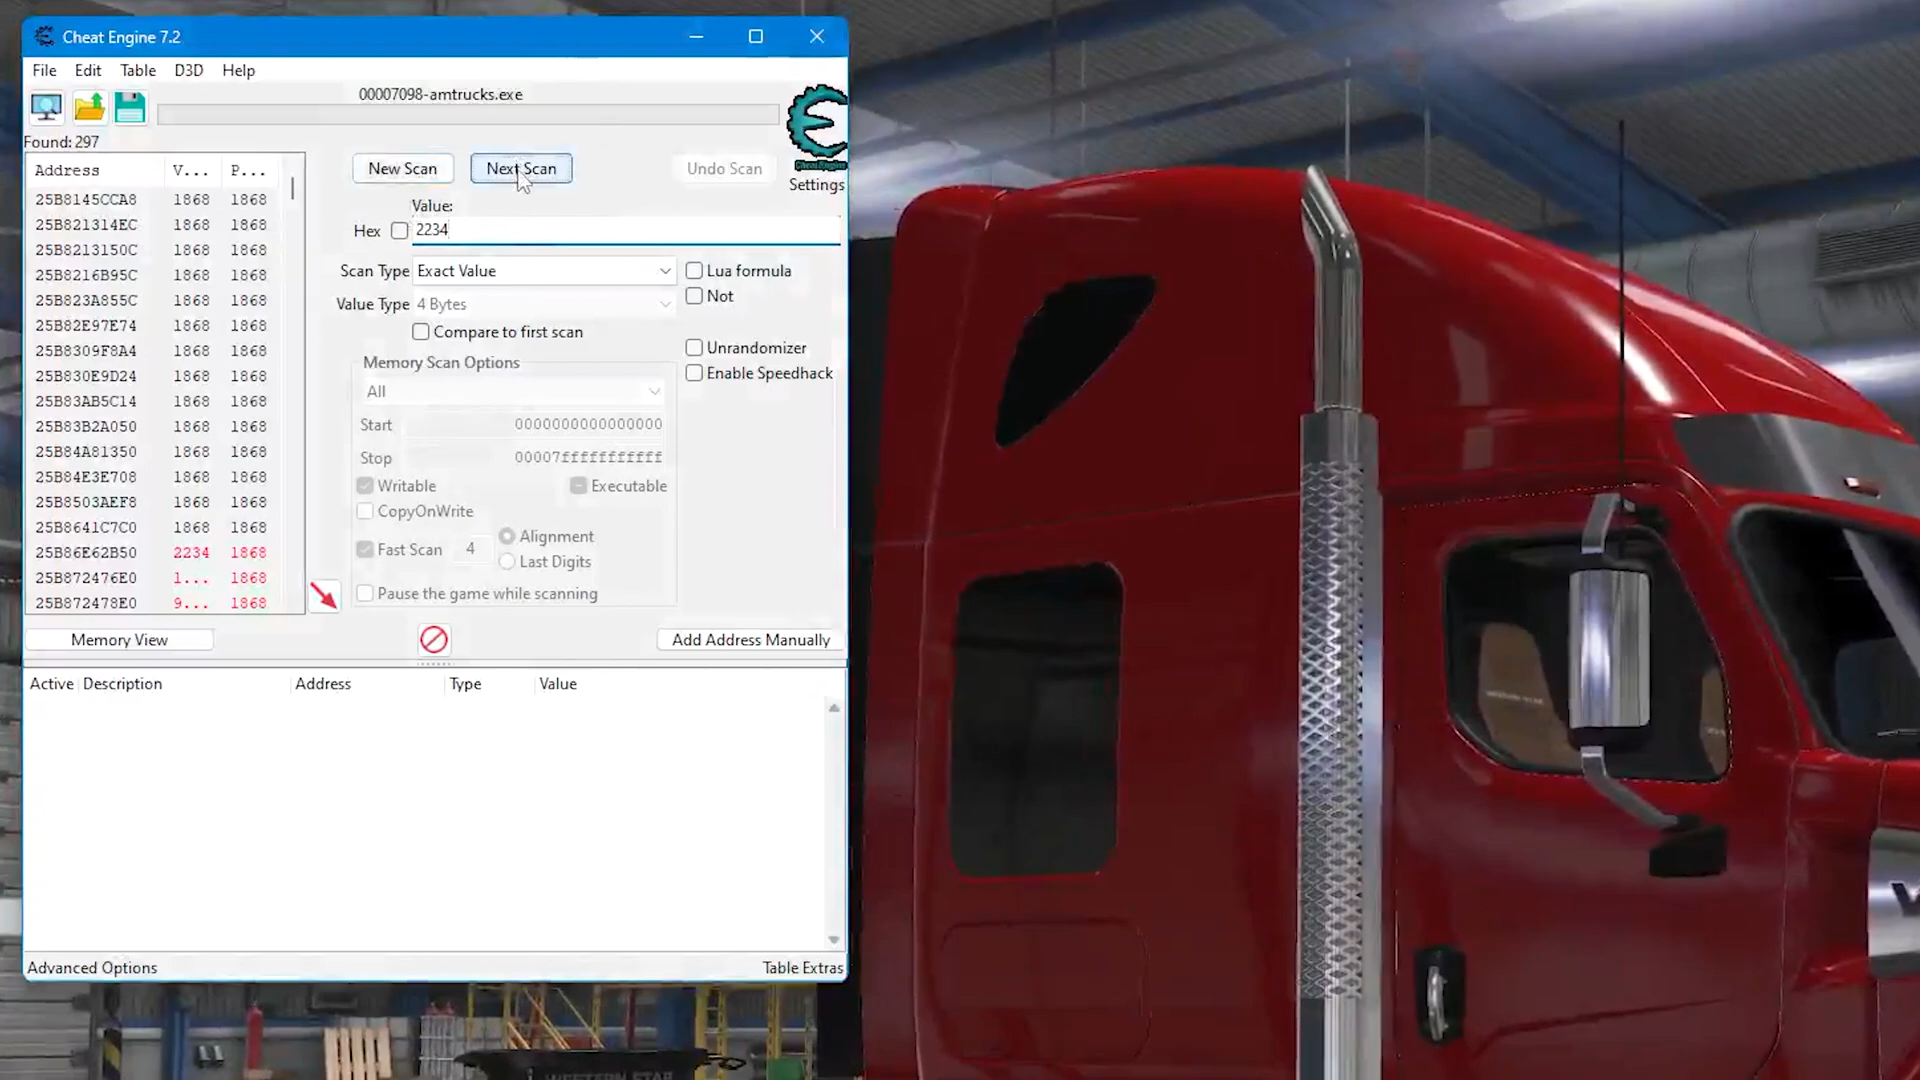 Cheat Engine 7.2
File Edit Table D3D Help
00007098-amtrucks.exe
Found: 297
Cheat Engine
Settings
Address V... P...
25B8145CCA8 1868 1868
25B821314EC 1868 1868
25B8213150C 1868 1868
25B8216B95C 1868 1868
25B823A855C 1868 1868
25B82E97E74 1868 1868
25B8309F8A4 1868 1868
25B830E9D24 1868 1868
25B83AB5C14 1868 1868
25B83B2A050 1868 1868
25B84A81350 1868 1868
25B84E3E708 1868 1868
25B8503AEF8 1868 1868
25B8641C7C0 1868 1868
25B86E62B50 2234 1868
25B872476E0 1... 1868
25B872478E0 9... 1868
New Scan Next Scan Undo Scan
Value:
Hex 2234
Scan Type Exact Value
Value Type 4 Bytes
Compare to first scan
Lua formula
Not
Unrandomizer
Enable Speedhack
Memory Scan Options
All
Start 0000000000000000
Stop 00007fffffffffff
Writable Executable
CopyOnWrite
Fast Scan 4 Alignment
Last Digits
Pause the game while scanning
Memory View Add Address Manually
Active Description Address Type Value
Advanced Options Table Extras
WESTERN STAR